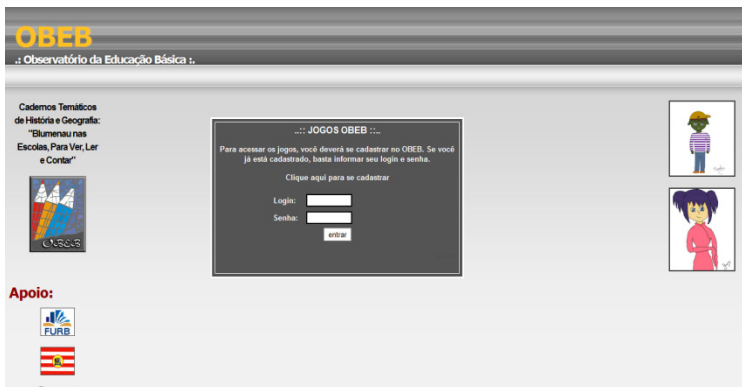 OBEB
.: Observatório da Educação Básica :.
Cadernos Temáticos
de História e Geografia:
"Blumenau nas
Escolas, Para Ver, Ler
e Contar"
OBEB
Apoio:
FURB
..:: JOGOS OBEB ::..
Para acessar os jogos, você deverá se cadastrar no OBEB. Se você
já está cadastrado, basta informar seu login e senha.
Clique aqui para se cadastrar
Login:
Senha:
entrar